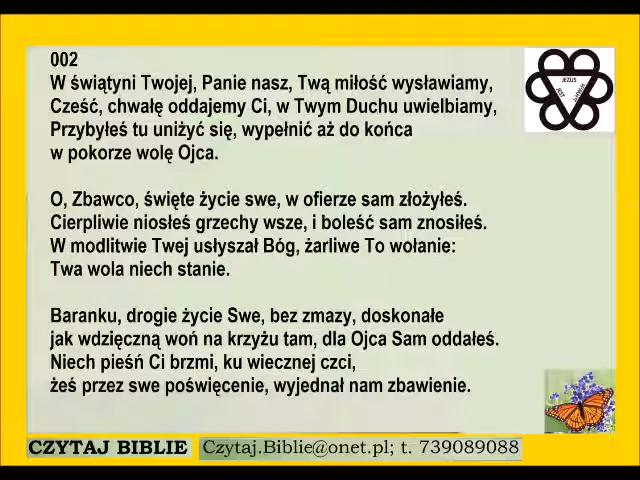 002
W świątyni Twojej, Panie nasz, Twą miłość wysławiamy,
Cześć, chwałę oddajemy Ci, w Twym Duchu uwielbiamy,
Przybyłeś tu uniżyć się, wypełnić aż do końca
w pokorze wolę Ojca.
O, Zbawco, święte życie swe, w ofierze sam złożyłeś.
Cierpliwie niosłeś grzechy wsze, i boleść sam znosiłeś.
W modlitwie Twej usłyszał Bóg, żarliwe To wołanie:
Twa wola niech stanie.
Baranku, drogie życie Swe, bez zmazy, doskonałe
jak wdzięczną woń na krzyżu tam, dla Ojca Sam oddałeś.
Niech pieśń Ci brzmi, ku wiecznej czci,
żeś przez swe poświęcenie, wyjednał nam zbawienie.
JEZUS
JEST
CZYTAJ BIBLIE Czytaj.Biblie@onet.pl; t. 739089088